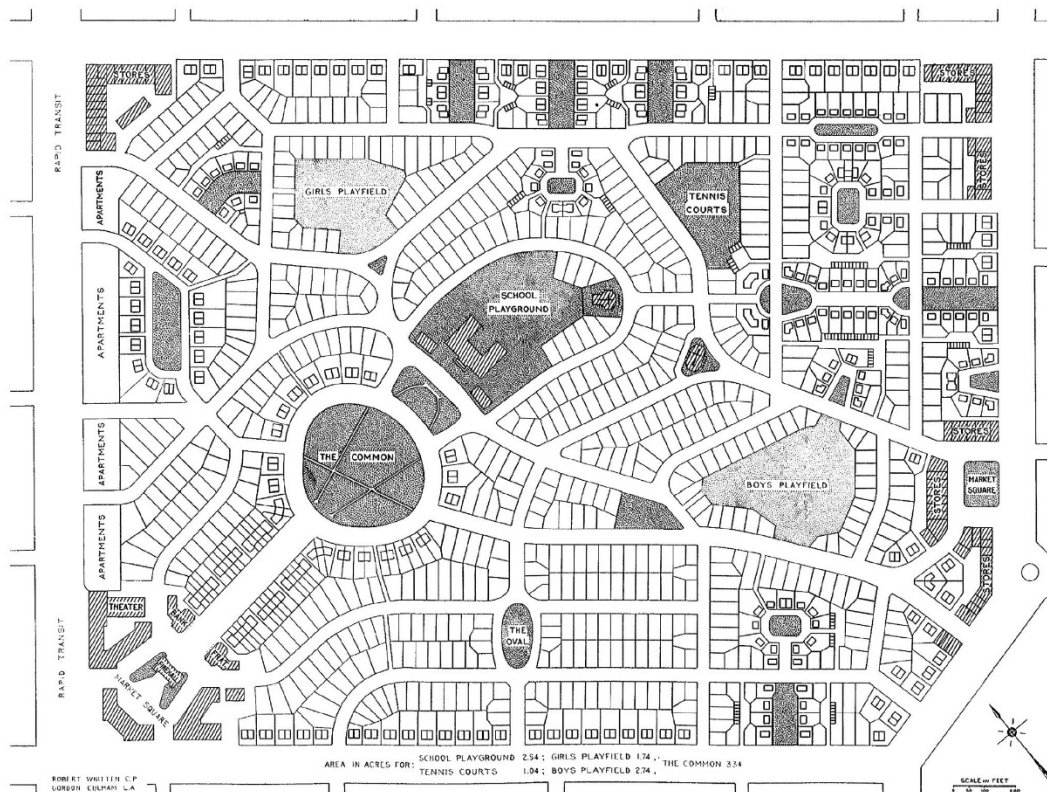 STORES
STORES
RAPID TRANSIT
GIRLS PLAYFIELD
STORES
APARTMENTS
TENNIS
COURTS
SCHOOL
PLAYGROUND
APARTMENTS
STORES
THE COMMON
APARTMENTS
BOYS PLAYFIELD
MARKET
SQUARE
STORES
APARTMENTS
STORES
THEATER
BANK
THE
OVAL
RAPID TRANSIT
MARKET SQUARE
AREA IN ACRES FOR: SCHOOL PLAYGROUND 2.54; GIRLS PLAYFIELD 1.74, THE COMMON 3.34
TENNIS COURTS 1.04; BOYS PLAYFIELD 2.74,
ROBERT WHITTEN C.P.
GORDON CULHAM L.A.
SCALE IN FEET